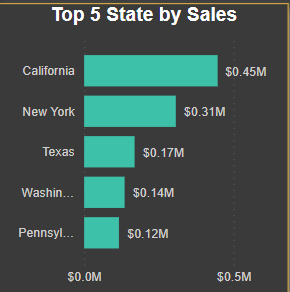 Top 5 State by Sales
California $0.45M
New York $0.31M
Texas $0.17M
Washin... $0.14M
Pennsyl... $0.12M
$0.0M $0.5M